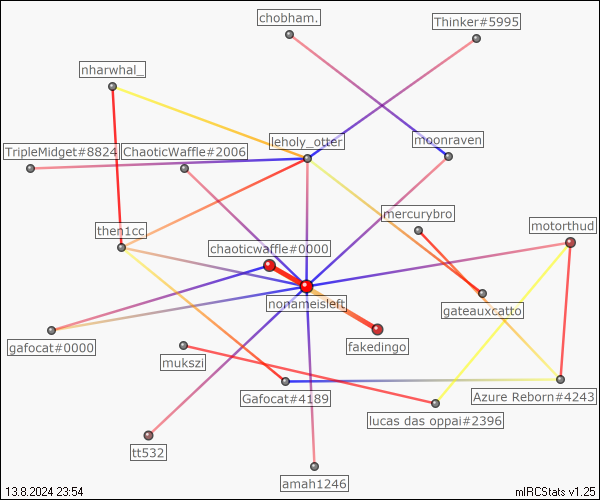 chobham.
Thinker#5995
nharwhal_
TripleMidget#8824
ChaoticWaffle#2006
leholy_otter
moonraven
mercurybro
motorthud
then1cc
chaoticwaffle#0000
nonameisleft
gateauxcatto
gafocat#0000
mukszi
fakedingo
Gafocat#4189
Azure Reborn#4243
lucas das oppai#2396
tt532
amah1246
13.8.2024 23:54
mIRCStats v1.25